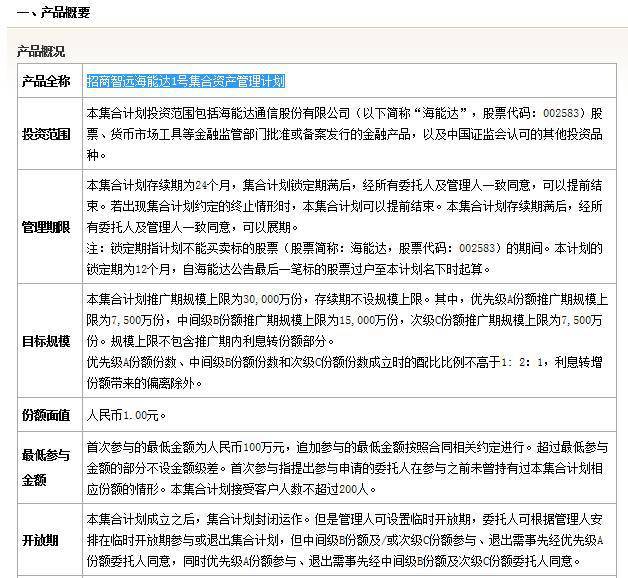 一、产品概要
产品概况
产品全称
招商智远海能达1号集合资产管理计划
投资范围
本集合计划投资范围包括海能达通信股份有限公司（以下简称“海能达”，股票代码：002583）股
票、货币市场工具等金融监管部门批准或备案发行的金融产品，以及中国证监会认可的其他投资品
种。
管理期限
本集合计划存续期为24个月，集合计划锁定期满后，经所有委托人及管理人一致同意，可以提前结
束。若出现集合计划约定的终止情形时，本集合计划可以提前结束。本集合计划存续期满后，经所
有委托人及管理人一致同意，可以展期。
注：锁定期指计划不能买卖标的股票（股票简称：海能达，股票代码：002583）的期间。本计划的
锁定期为12个月，自海能达公告最后一笔标的股票过户至本计划名下时起算。
目标规模
本集合计划推广期规模上限为30,000万份，存续期不设规模上限。其中，优先级A份额推广期规模上
限为7,500万份，中间级B份额推广期规模上限为15,000万份，次级C份额推广期规模上限为7,500万
份。规模上限不包含推广期内利息转份额部分。
优先级A份额份数、中间级B份额份数和次级C份额份数成立时的配比比例不高于1：2：1，利息转增
份额带来的偏离除外。
份额面值
人民币1.00元。
最低参与
金额
首次参与的最低金额为人民币100万元，追加参与的最低金额按照合同相关约定进行。超过最低参与
金额的部分不设金额级差。首次参与指提出参与申请的委托人在参与之前未曾持有过本集合计划相
应份额的情形。本集合计划接受客户人数不超过200人。
开放期
本集合计划成立之后，集合计划封闭运作。但是管理人可设置临时开放期，委托人可根据管理人安
排在临时开放期参与或退出集合计划，但中间级B份额及/或次级C份额参与、退出需事先经优先级A
份额委托人同意，同时优先级A份额参与、退出需事先经中间级B份额及次级C份额委托人同意。